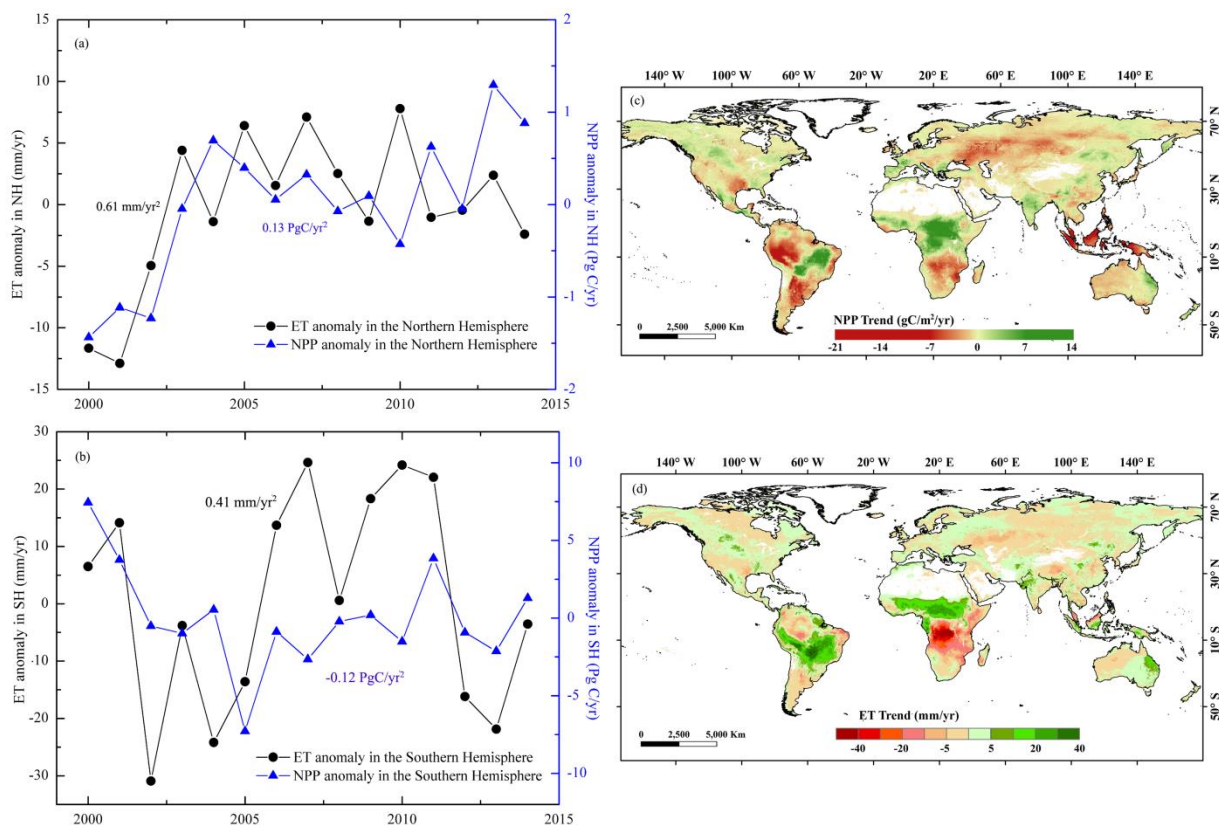 (a)
ET anomaly in NH (mm/yr)
15
10
5
0
-5
-10
-15
0.61 mm/yr²
0.13 PgC/yr²
ET anomaly in the Northern Hemisphere
NPP anomaly in the Northern Hemisphere
2
1
0
-1
-2
NPP anomaly in NH (Pg C/yr)
2000 2005 2010 2015
140° W 100° W 60° W 20° W 20° E 60° E 100° E 140° E
(c)
70° N
30° N
10° S
50° S
0 2,500 5,000 Km
NPP Trend (gC/m²/yr)
-21 -14 -7 0 7 14
(b)
ET anomaly in SH (mm/yr)
30
20
10
0
-10
-20
-30
0.41 mm/yr²
-0.12 PgC/yr²
ET anomaly in the Southern Hemisphere
NPP anomaly in the Southern Hemisphere
10
5
0
-5
-10
NPP anomaly in SH (Pg C/yr)
2000 2005 2010 2015
140° W 100° W 60° W 20° W 20° E 60° E 100° E 140° E
(d)
70° N
30° N
10° S
50° S
0 2,500 5,000 Km
ET Trend (mm/yr)
-40 -20 -5 5 20 40